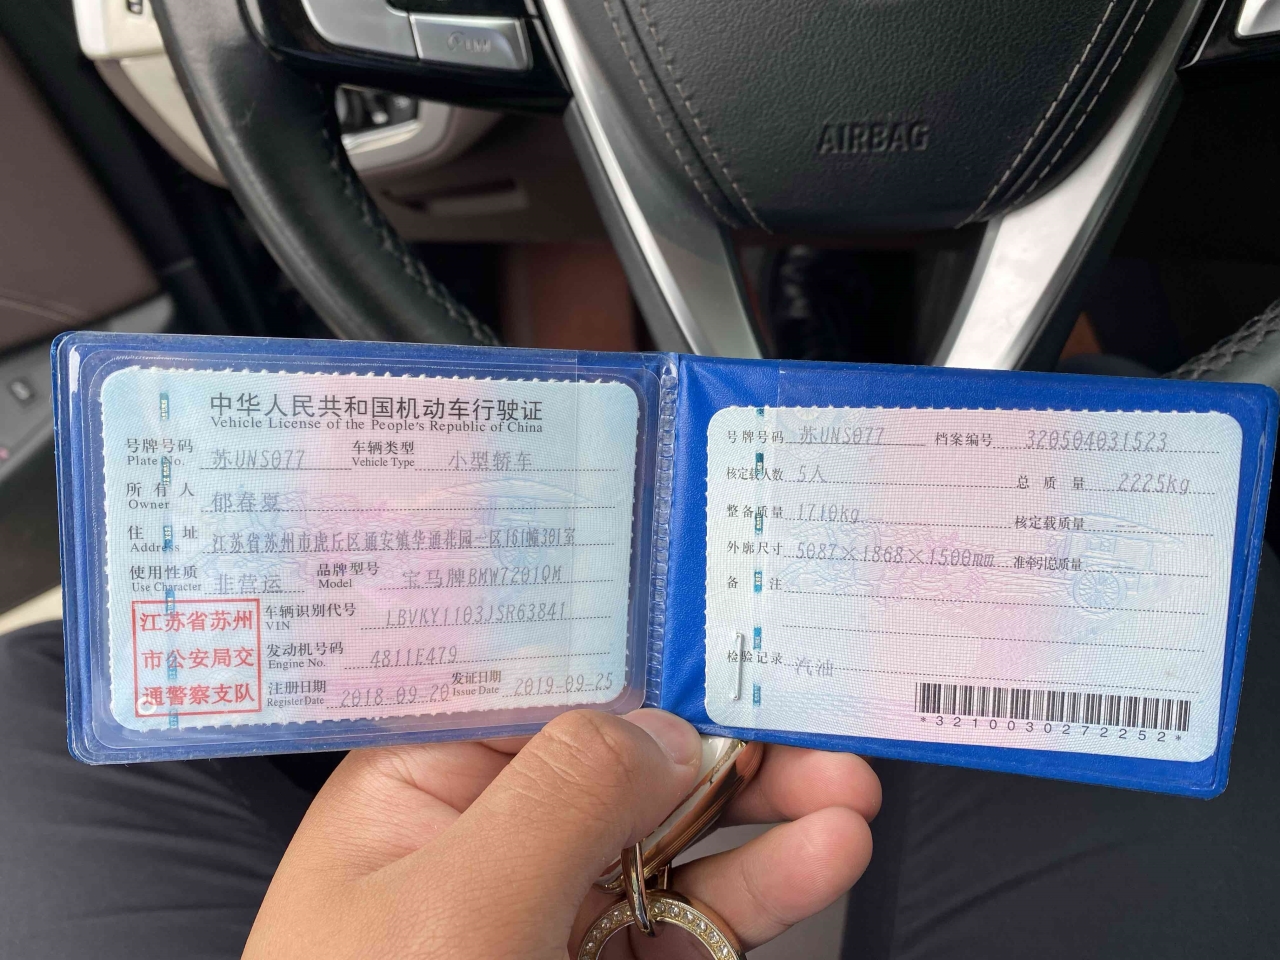 AIRBAG
中华人民共和国机动车行驶证
Vehicle License of the People's Republic of China
号牌号码 苏UNS077 车辆类型 小型轿车
Plate No. Vehicle Type
所有人 郁春夏
Owner
住址 江苏省苏州市虎丘区通安镇华通花园一区161幢301室
Address
使用性质 非营运 品牌型号 宝马牌BMW7201QM
Use Character Model
江苏省苏州
市公安局交
通警察支队
车辆识别代号 LBVKY1103JSR63841
VIN
发动机号码 4811E479
Engine No.
注册日期 2018-09-20 发证日期 2019-09-25
Register Date Issue Date
号牌号码 苏UNS077 档案编号 320504031523
核定载人数 5人 总质量 2225kg
整备质量 1710kg 核定载质量 --
外廓尺寸 5087×1868×1500mm 准牵引总质量
备注
检验记录 汽油
*3210030272252*